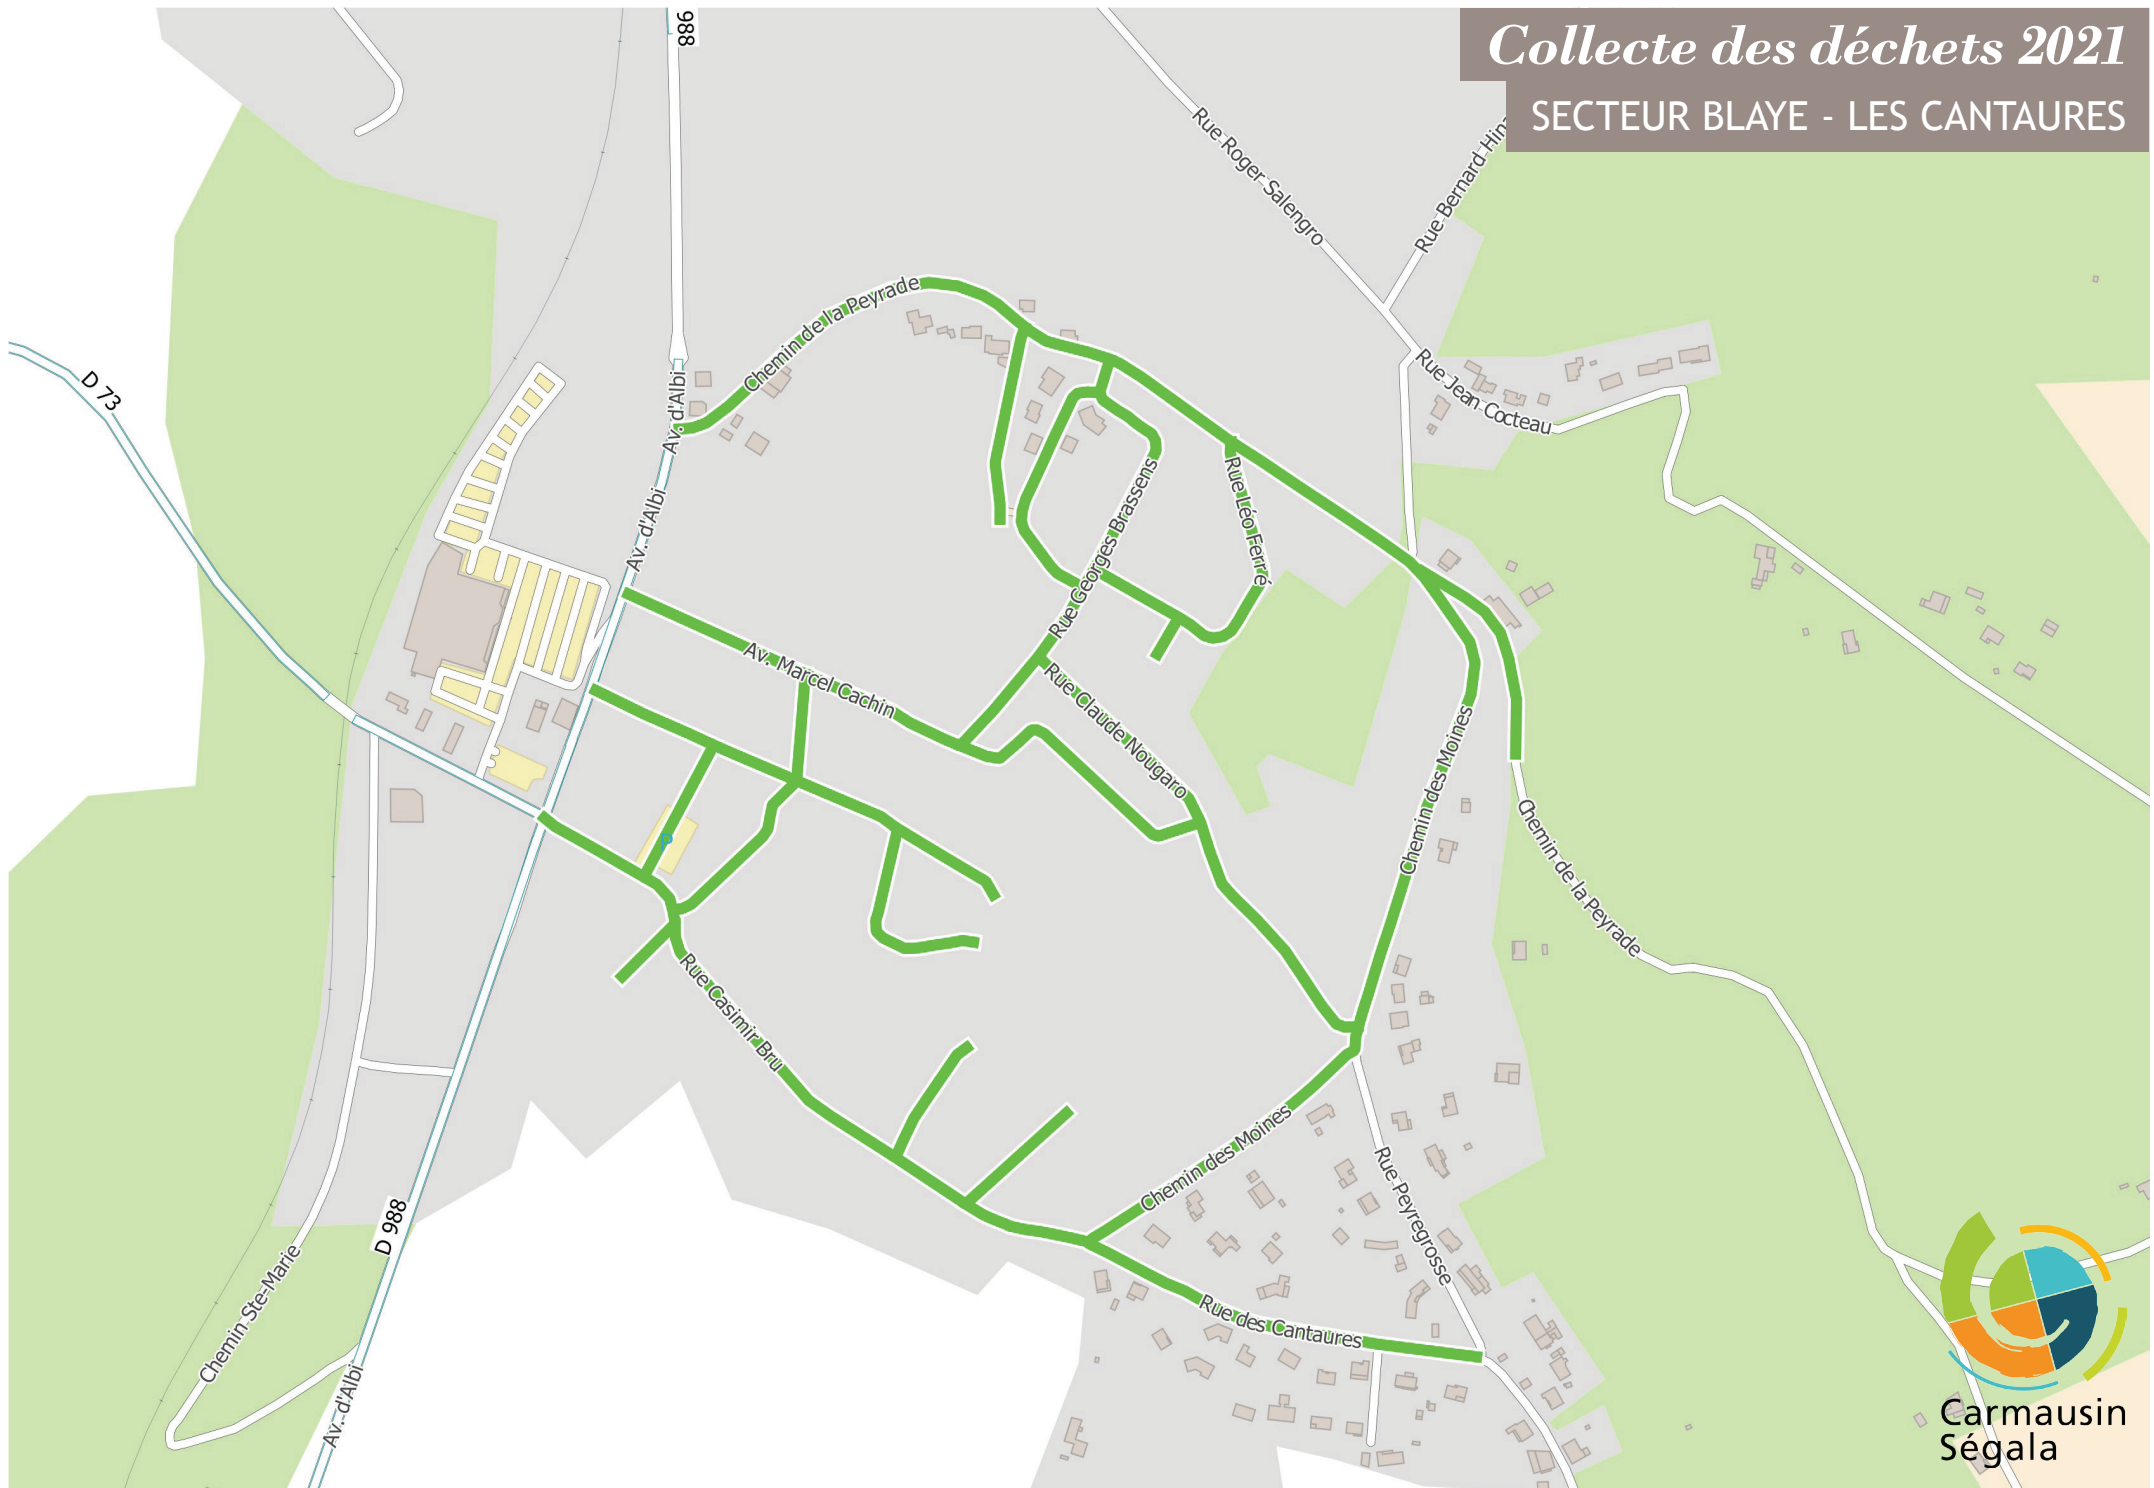 Collecte des déchets 2021
SECTEUR BLAYE - LES CANTAURES
988
Rue Roger Salengro
Rue Bernard
Chemin de la Peyrade
D 73
Av. d'Albi
Rue Jean Cocteau
Av. d'Albi
Rue Georges Brassens
Rue Léo Ferré
Av. Marcel Cachin
Rue Claude Nougaro
Chemin des Moines
P
Chemin de la Peyrade
Rue Casimir Bru
Chemin des Moines
Rue Peyregrosse
D 988
Chemin Ste-Marie
Rue des Cantaures
Av. d'Albi
Carmausin
Ségala